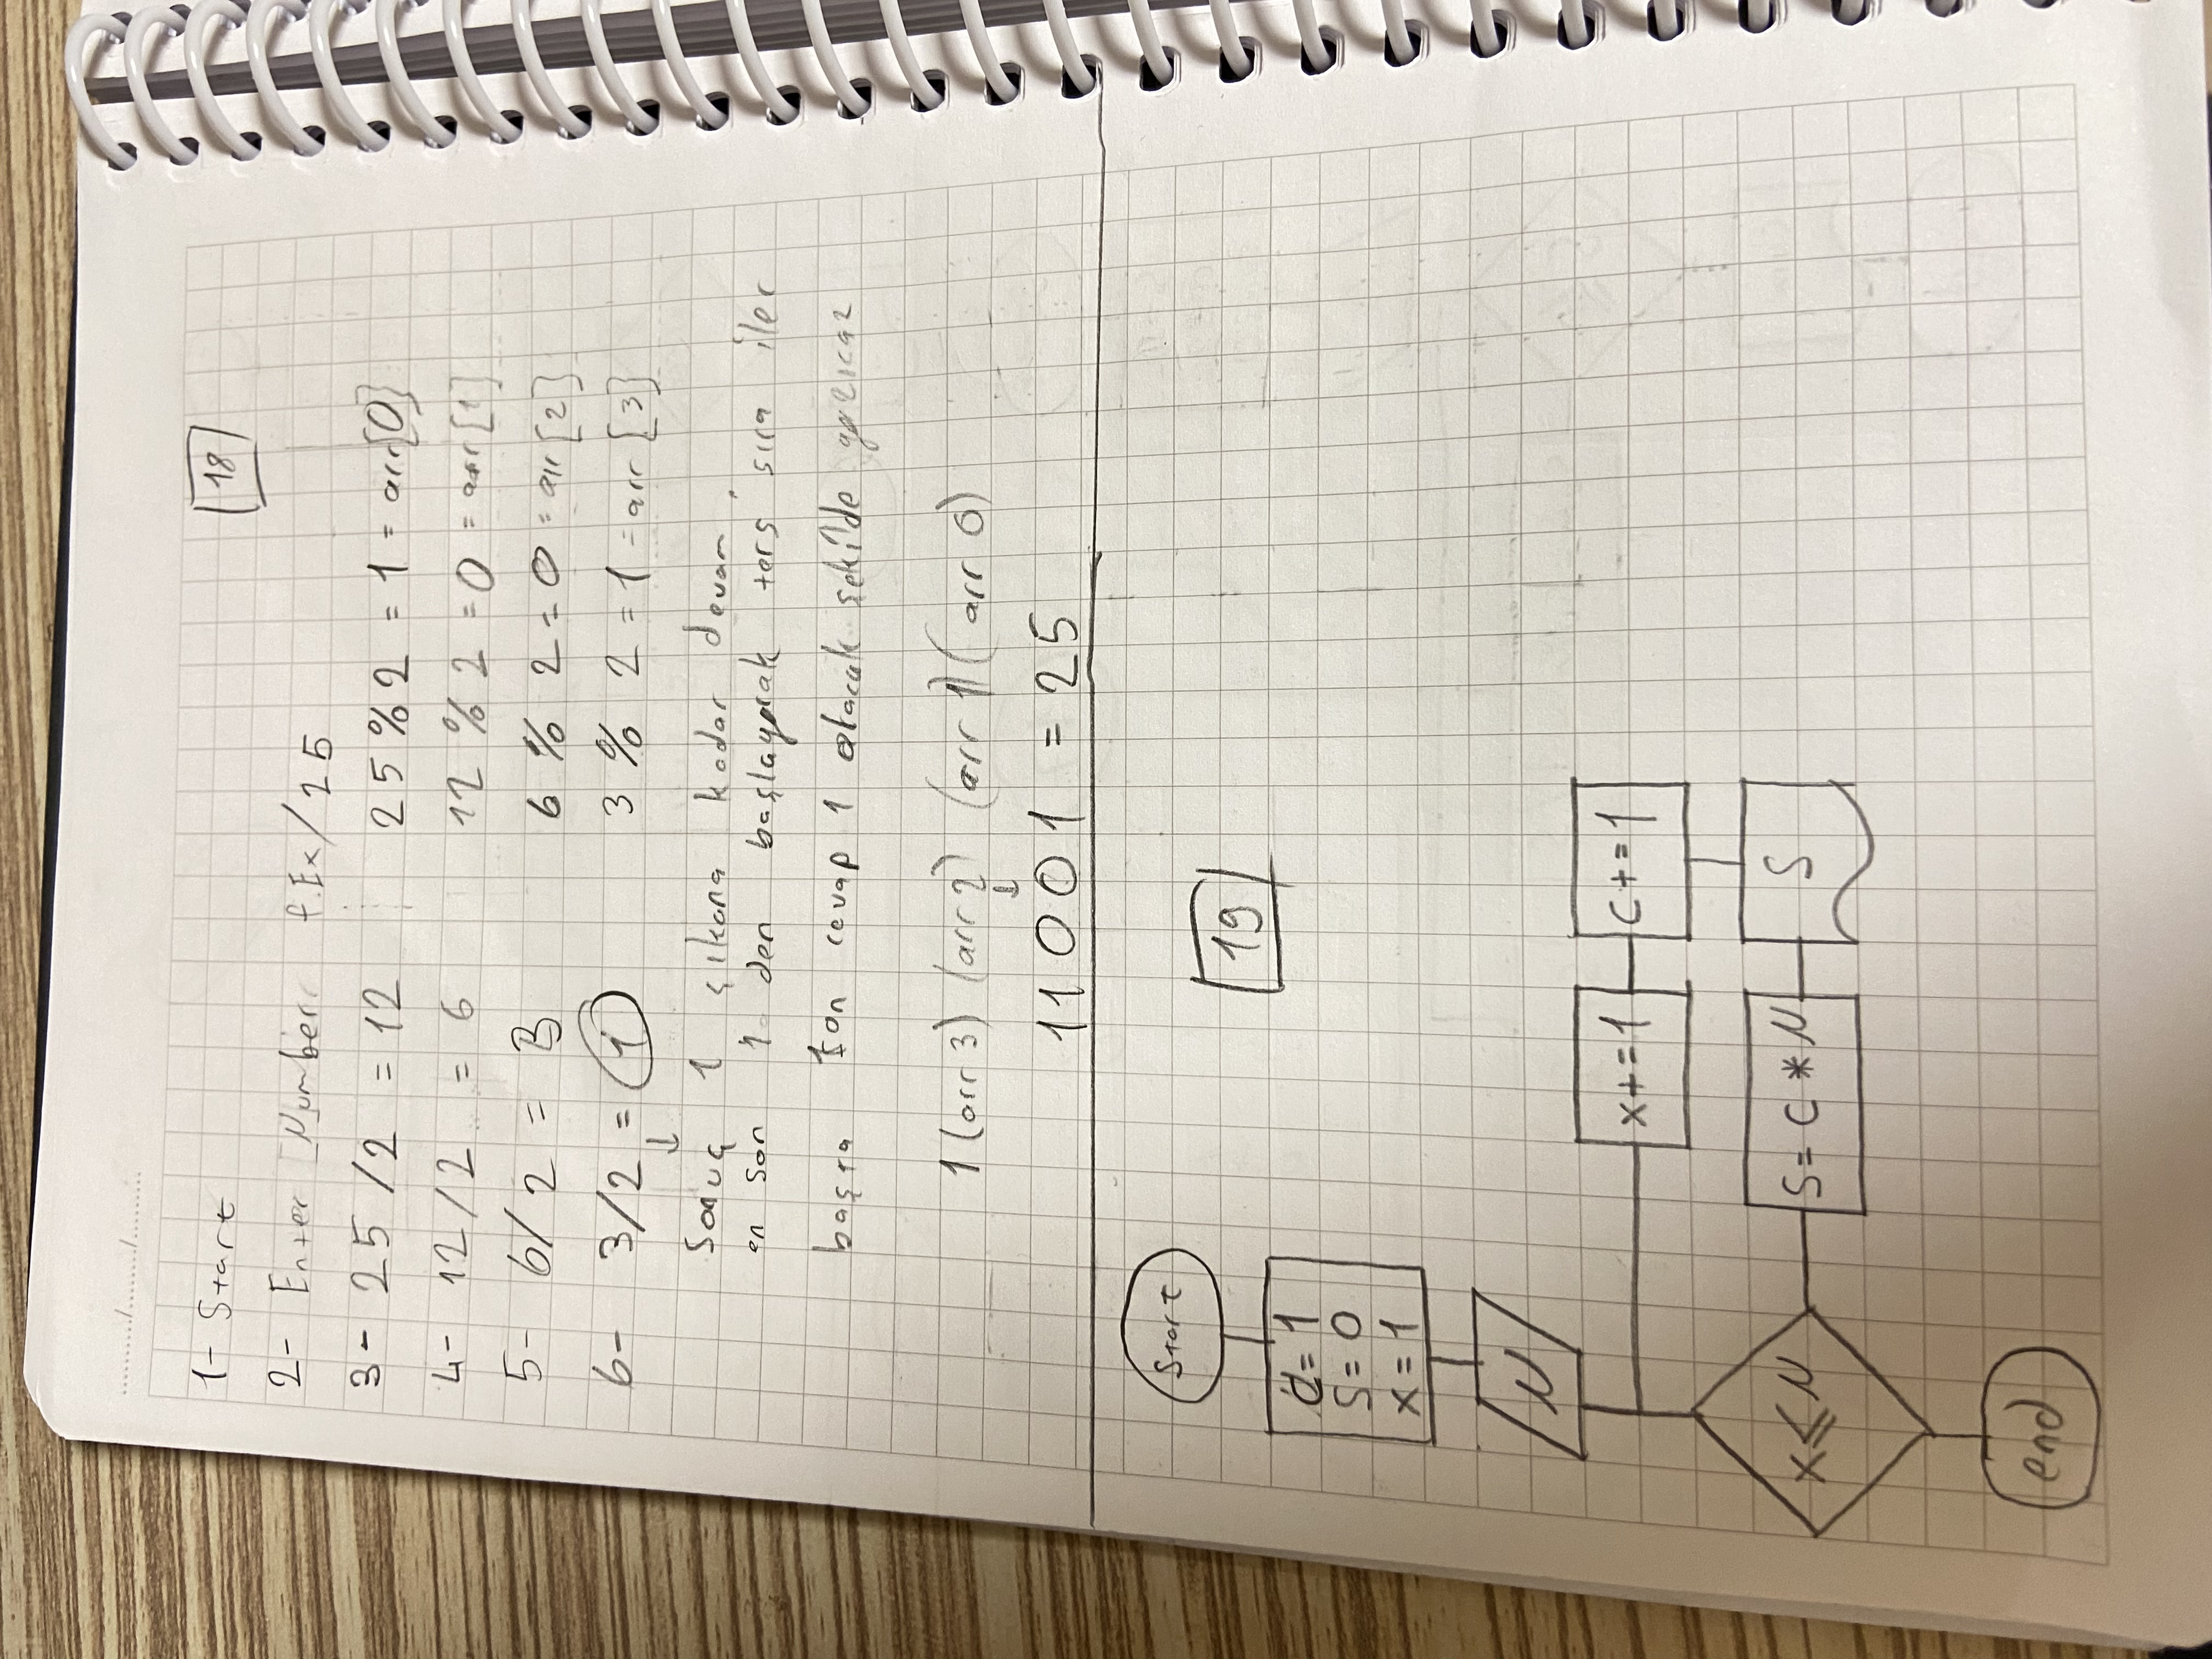 ........../......../........
18
1- Start
2- Enter Number f.Ex/25
3- 25 /2 = 12 25 % 2 = 1 = arr[0]
4- 12/2 = 6 12 % 2 = 0 = arr [1]
5- 6/2 = 3 6 % 2 = 0 = arr [2]
6- 3/2 = 1 3 % 2 = 1 = arr [3]
↓
Sonuç 1 çıkana kadar devam.
en son 1 den başlayarak ters sıra iler
başta son cevap 1 olacak şekilde yazıcaz
1 (arr 3) (arr 2) (arr 1) (arr 0)
↓
11001 = 25
Start
19
C= 1
S= 0
x = 1
N
x+=1
C+=1
x≤N
S= C * N
S
end